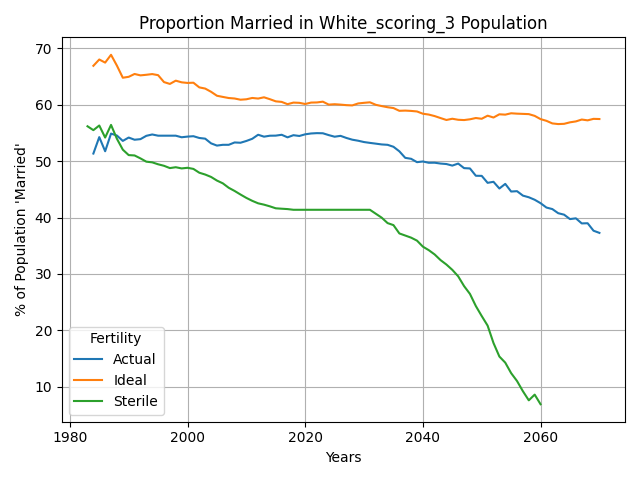 Proportion Married in White_scoring_3 Population
% of Population 'Married'
70
60
50
40
30
20
10
Fertility
Actual
Ideal
Sterile
1980
2000
2020
2040
2060
Years